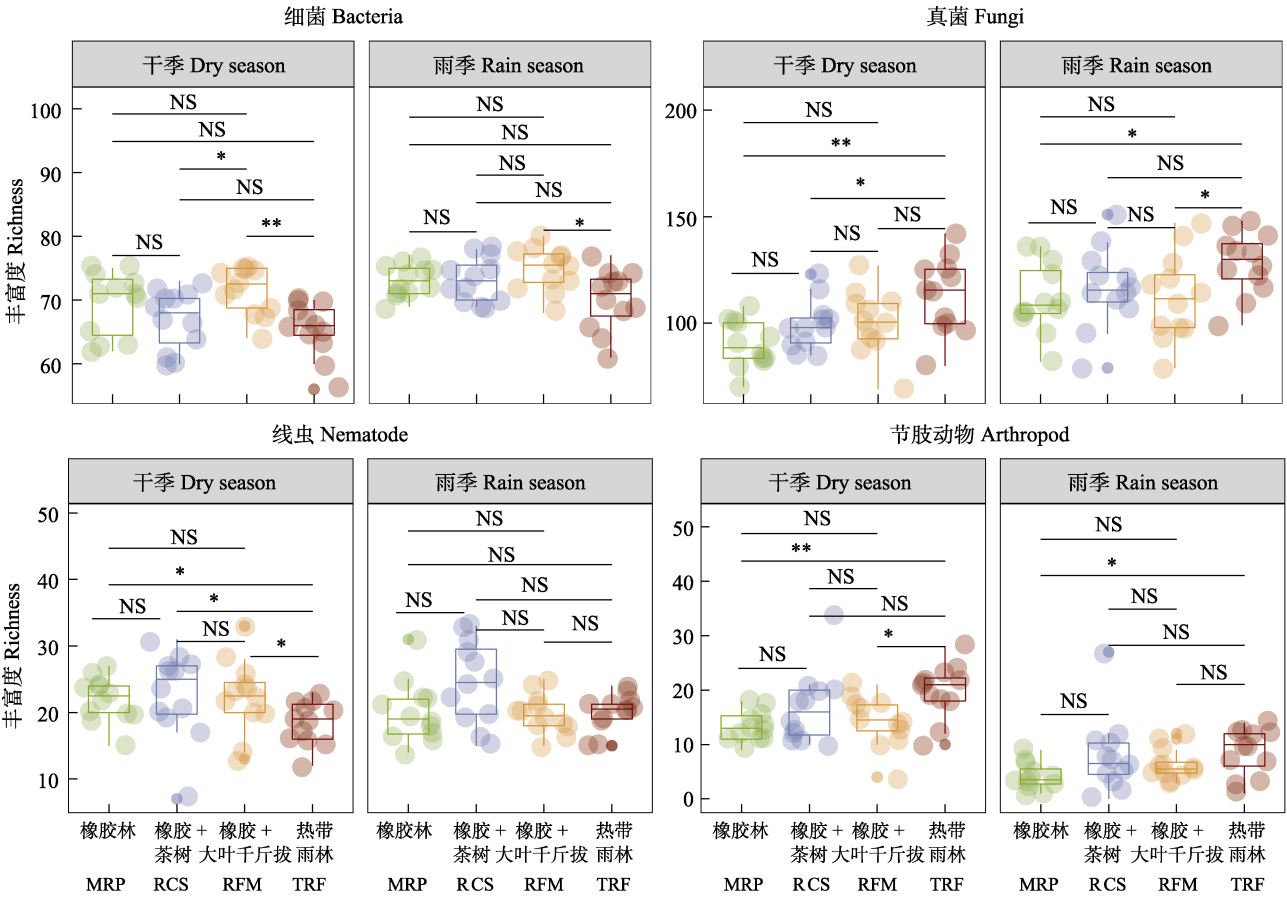 细菌 Bacteria
真菌 Fungi
干季 Dry season
雨季 Rain season
干季 Dry season
雨季 Rain season
丰富度 Richness
100
90
80
70
60
NS
NS
*
NS
**
NS
NS
NS
NS
NS
NS
*
200
150
100
NS
**
*
NS
NS
NS
NS
*
NS
*
NS
NS
线虫 Nematode
节肢动物 Arthropod
干季 Dry season
雨季 Rain season
干季 Dry season
雨季 Rain season
丰富度 Richness
50
40
30
20
10
NS
*
NS
*
NS
*
NS
NS
NS
NS
NS
NS
50
40
30
20
10
0
NS
**
NS
NS
*
NS
NS
*
NS
NS
NS
NS
橡胶林 橡胶 + 橡胶 + 热带
茶树 大叶千斤拔 雨林
MRP RCS RFM TRF
橡胶林 橡胶 + 橡胶 + 热带
茶树 大叶千斤拔 雨林
MRP RCS RFM TRF
橡胶林 橡胶 + 橡胶 + 热带
茶树 大叶千斤拔 雨林
MRP RCS RFM TRF
橡胶林 橡胶 + 橡胶 + 热带
茶树 大叶千斤拔 雨林
MRP RCS RFM TRF